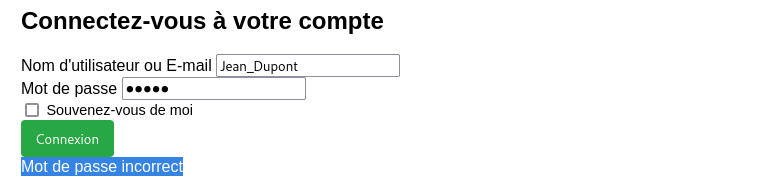 Connectez-vous à votre compte
Nom d'utilisateur ou E-mail Jean_Dupont
Mot de passe ●●●●●
Souvenez-vous de moi
Connexion
Mot de passe incorrect